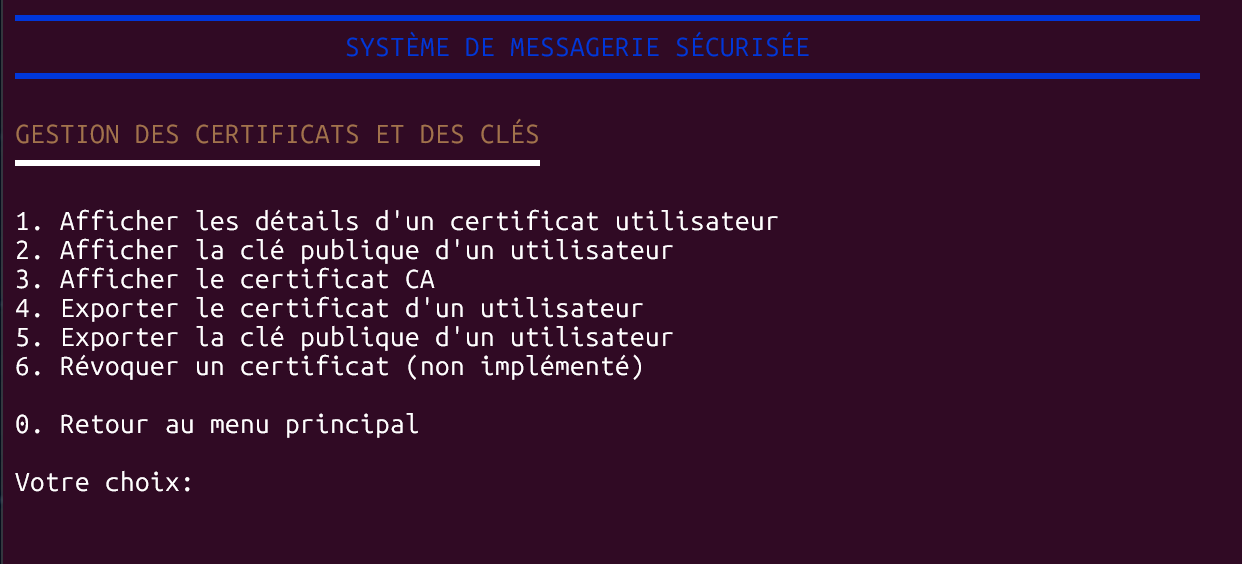 SYSTÈME DE MESSAGERIE SÉCURISÉE
GESTION DES CERTIFICATS ET DES CLÉS
1. Afficher les détails d'un certificat utilisateur
2. Afficher la clé publique d'un utilisateur
3. Afficher le certificat CA
4. Exporter le certificat d'un utilisateur
5. Exporter la clé publique d'un utilisateur
6. Révoquer un certificat (non implémenté)
0. Retour au menu principal
Votre choix: